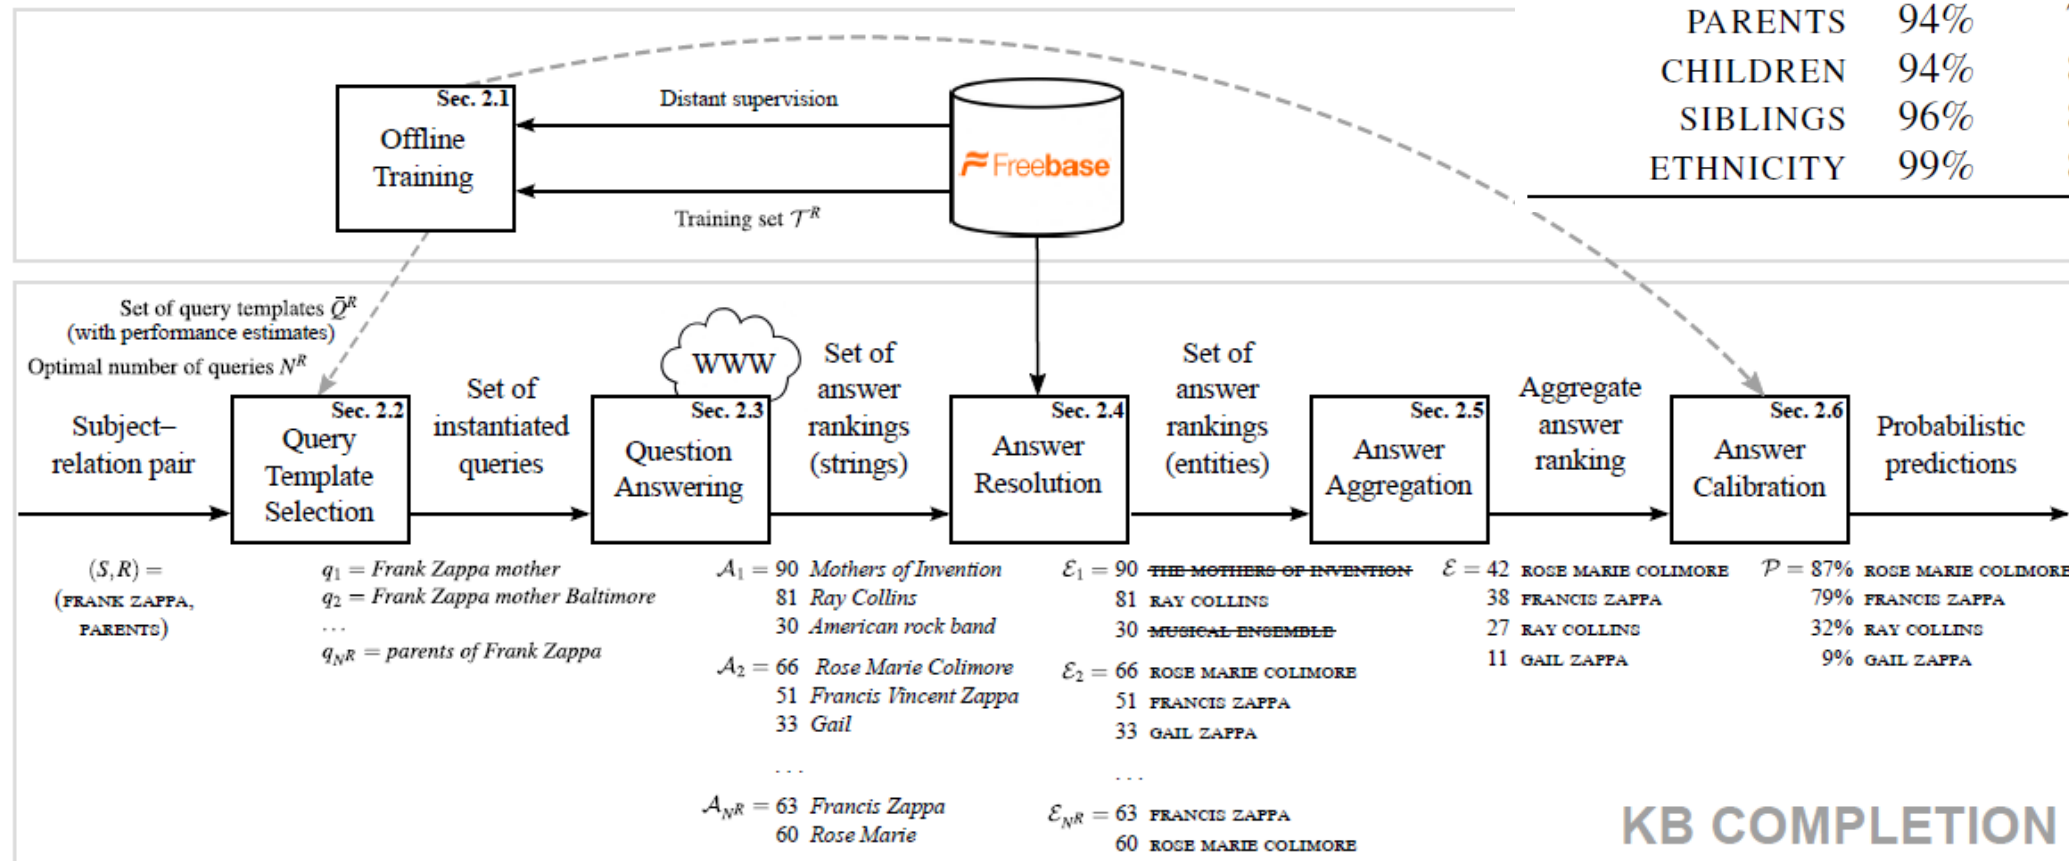 PARENTS 94%
CHILDREN 94%
SIBLINGS 96%
ETHNICITY 99%
Sec. 2.1
Offline
Training
Distant supervision
Training set 𝒯^R
Freebase
Set of query templates Q̄^R
(with performance estimates)
Optimal number of queries N^R
Subject–
relation pair
Sec. 2.2
Query
Template
Selection
Set of
instantiated
queries
WWW
Sec. 2.3
Question
Answering
Set of
answer
rankings
(strings)
Sec. 2.4
Answer
Resolution
Set of
answer
rankings
(entities)
Sec. 2.5
Answer
Aggregation
Aggregate
answer
ranking
Sec. 2.6
Answer
Calibration
Probabilistic
predictions
(S,R) =
(FRANK ZAPPA,
PARENTS)
q₁ = Frank Zappa mother
q₂ = Frank Zappa mother Baltimore
...
q_{N^R} = parents of Frank Zappa
𝒜₁ = 90 Mothers of Invention
81 Ray Collins
30 American rock band
𝒜₂ = 66 Rose Marie Colimore
51 Francis Vincent Zappa
33 Gail
...
𝒜_{N^R} = 63 Francis Zappa
60 Rose Marie
ℰ₁ = 90 THE MOTHERS OF INVENTION
81 RAY COLLINS
30 MUSICAL ENSEMBLE
ℰ₂ = 66 ROSE MARIE COLIMORE
51 FRANCIS ZAPPA
33 GAIL ZAPPA
...
ℰ_{N^R} = 63 FRANCIS ZAPPA
60 ROSE MARIE COLIMORE
ℰ = 42 ROSE MARIE COLIMORE
38 FRANCIS ZAPPA
27 RAY COLLINS
11 GAIL ZAPPA
𝒫 = 87% ROSE MARIE COLIMORE
79% FRANCIS ZAPPA
32% RAY COLLINS
9% GAIL ZAPPA
KB COMPLETION